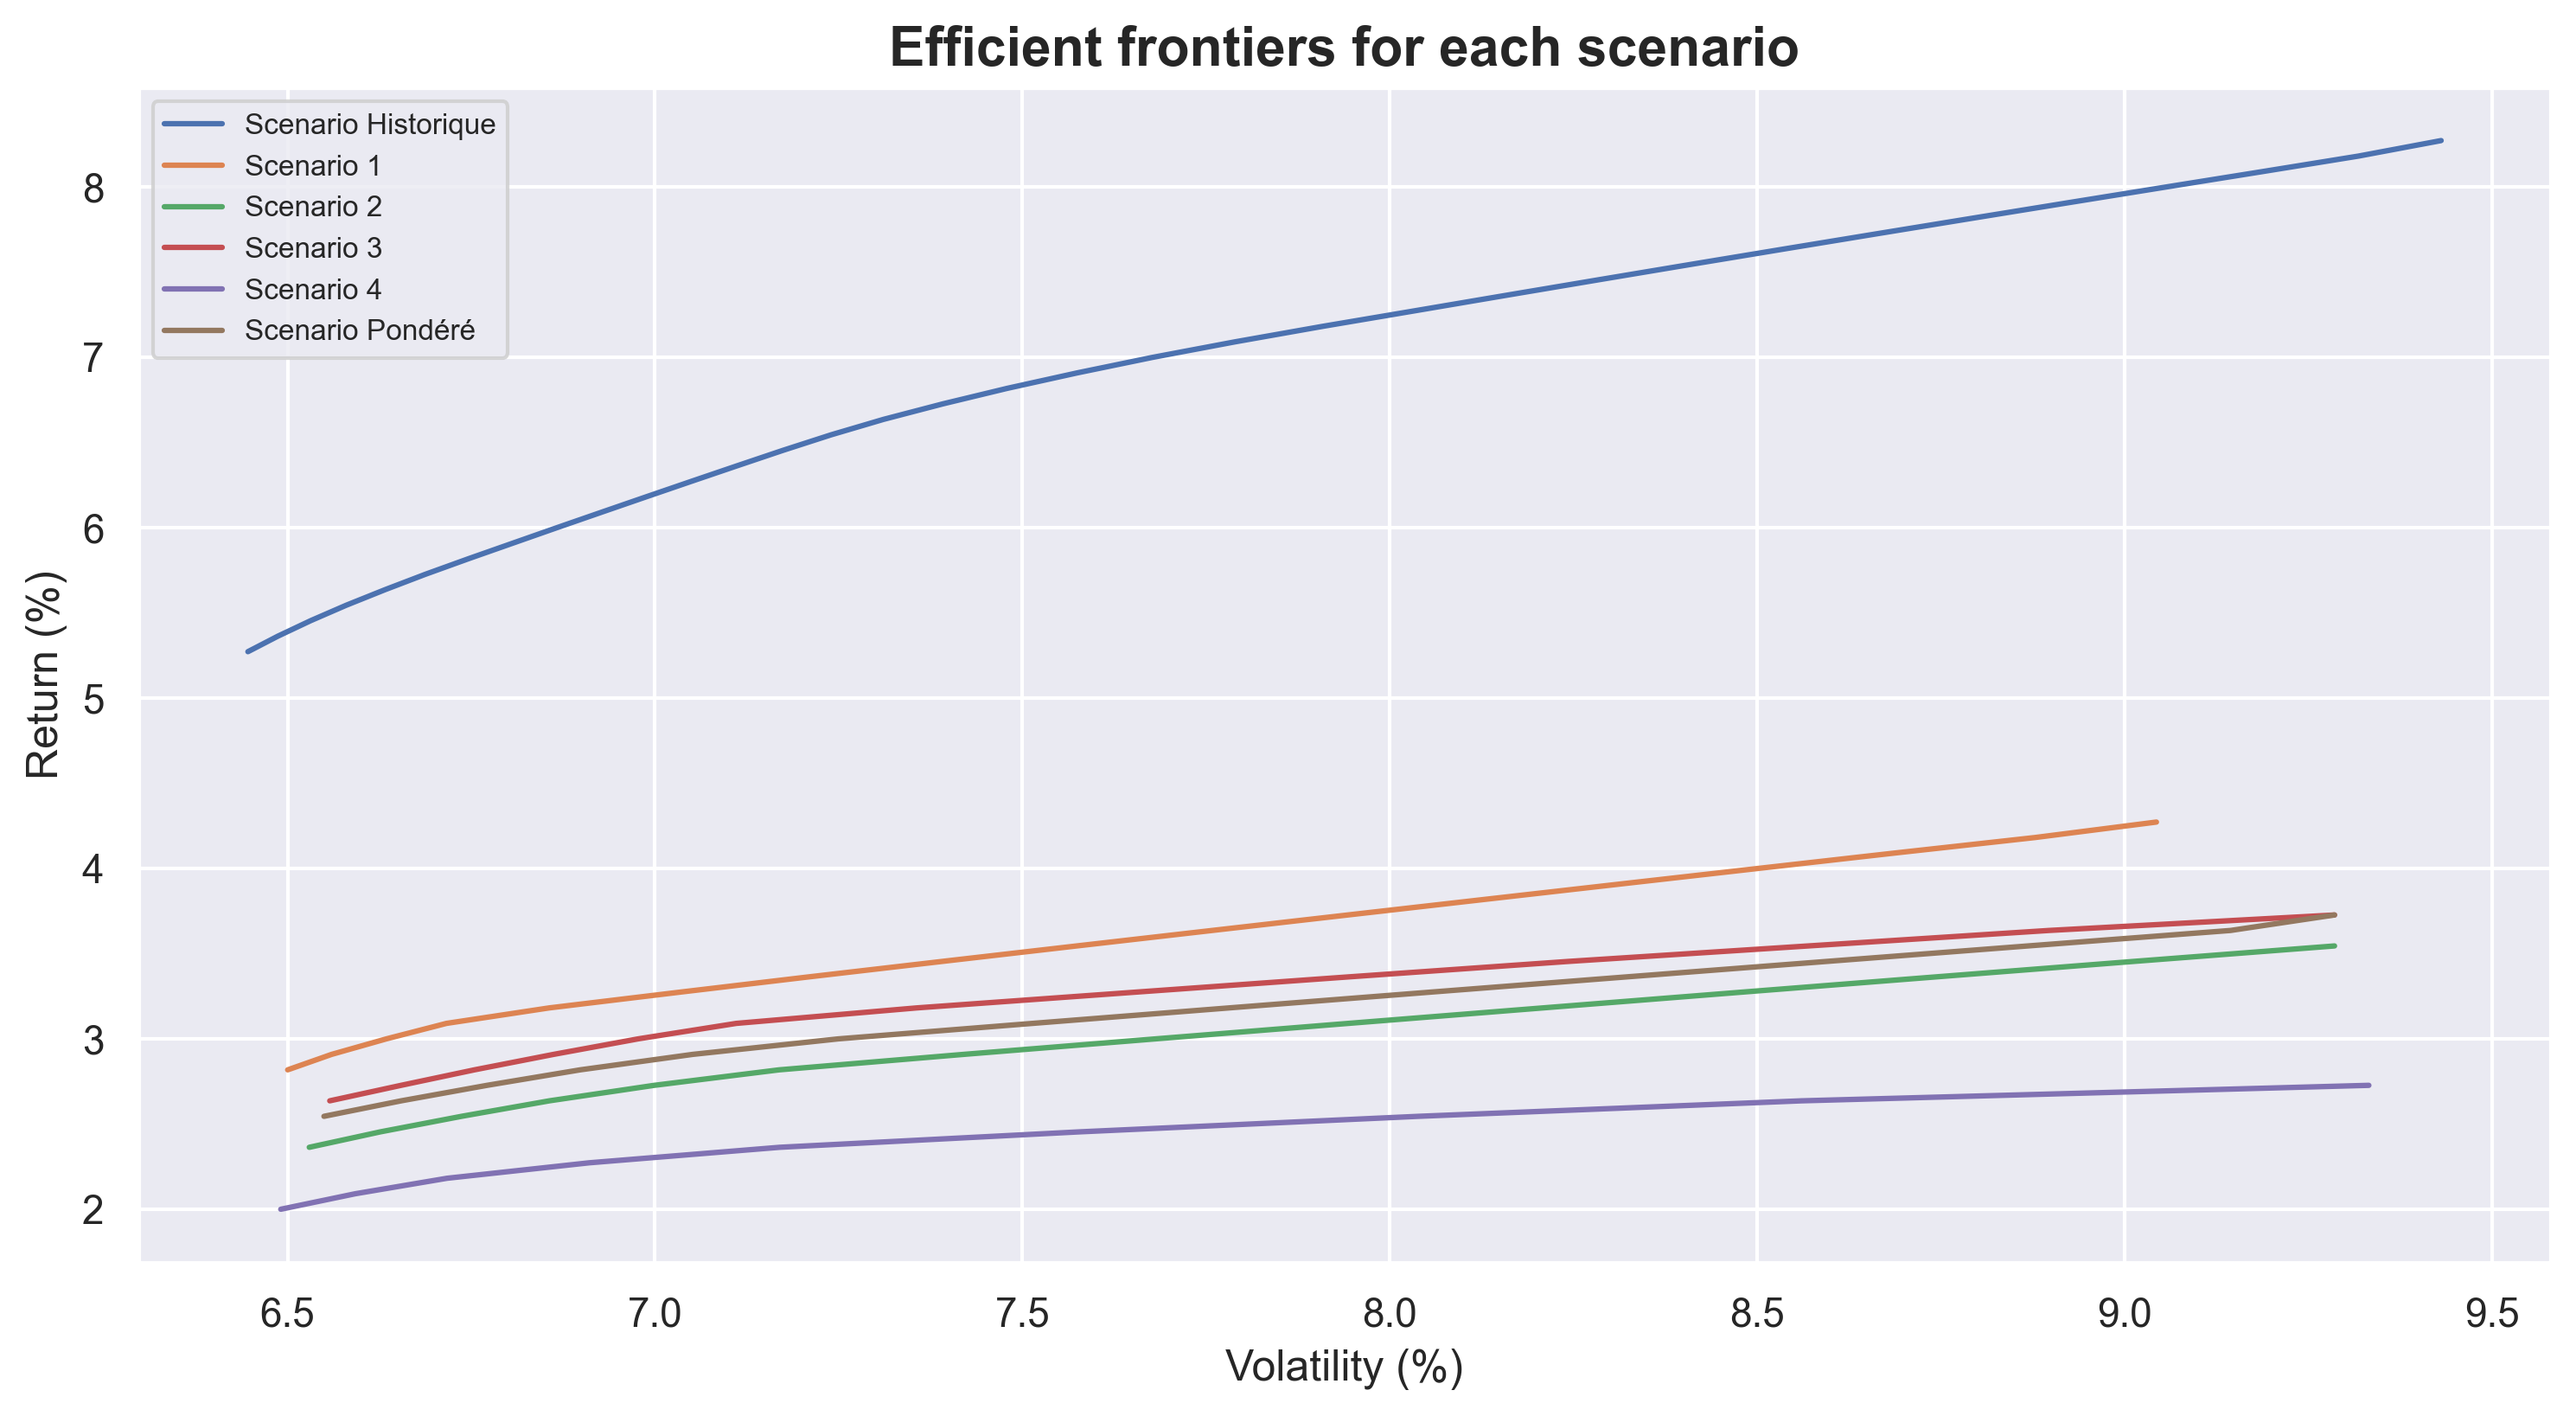 Efficient frontiers for each scenario
Scenario Historique
Scenario 1
Scenario 2
Scenario 3
Scenario 4
Scenario Pondéré
Return (%)
8
7
6
5
4
3
2
6.5 7.0 7.5 8.0 8.5 9.0 9.5
Volatility (%)